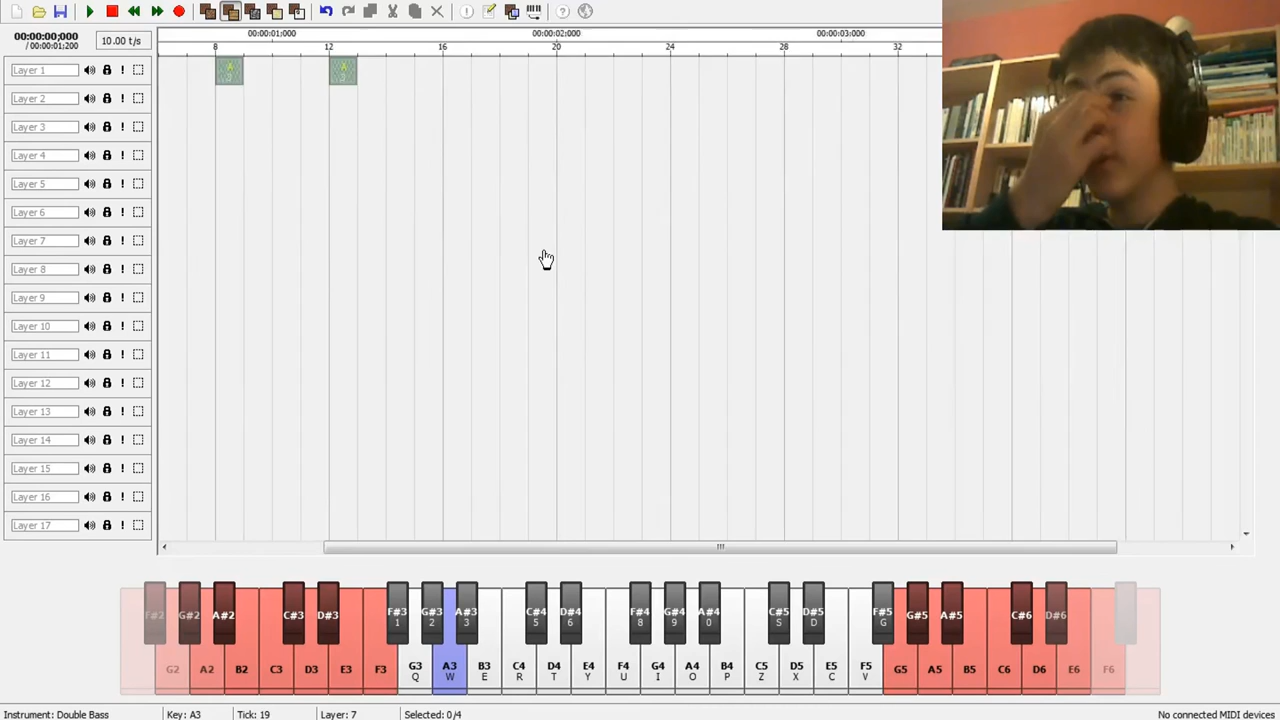 00:00:00;000
/ 00:00:01;200
10.00 t/s
00:00:01;000 00:00:02;000 00:00:03;000
8 12 16 20 24 28 32
Layer 1
A A
3 3
Layer 2
Layer 3
Layer 4
Layer 5
Layer 6
Layer 7
Layer 8
Layer 9
Layer 10
Layer 11
Layer 12
Layer 13
Layer 14
Layer 15
Layer 16
Layer 17
F#2 G#2 A#2 C#3 D#3 F#3 G#3 A#3 C#4 D#4 F#4 G#4 A#4 C#5 D#5 F#5 G#5 A#5 C#6 D#6
1 2 3 5 6 8 9 0 S D G
G2 A2 B2 C3 D3 E3 F3 G3 A3 B3 C4 D4 E4 F4 G4 A4 B4 C5 D5 E5 F5 G5 A5 B5 C6 D6 E6 F6
Q W E R T Y U I O P Z X C V
Instrument: Double Bass Key: A3 Tick: 19 Layer: 7 Selected: 0/4 No connected MIDI devices